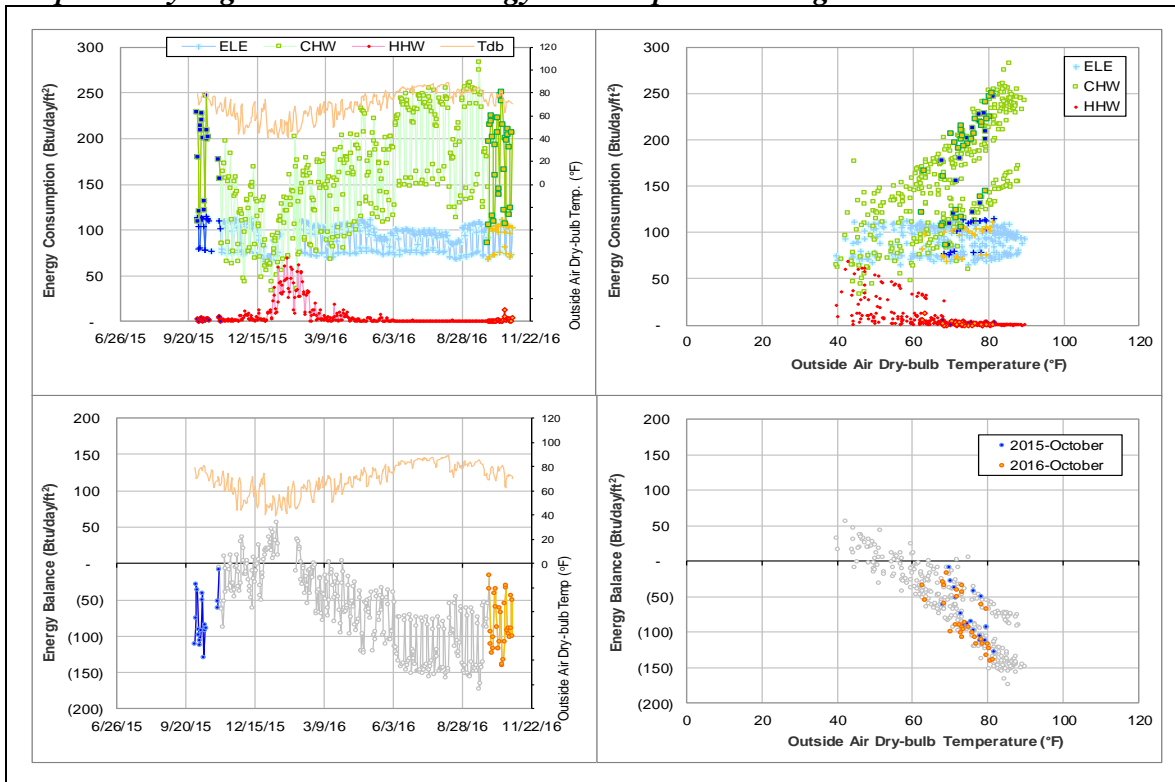 ELE CHW HHW Tdb
Energy Consumption (Btu/day/ft²)
300
250
200
150
100
50
-
120
100
80
60
40
20
0
Outside Air Dry-bulb Temp. (°F)
6/26/15 9/20/15 12/15/15 3/9/16 6/3/16 8/28/16 11/22/16
Energy Consumption (Btu/day/ft²)
300
250
200
150
100
50
-
ELE
CHW
HHW
0 20 40 60 80 100 120
Outside Air Dry-bulb Temperature (°F)
Energy Balance (Btu/day/ft²)
200
150
100
50
-
(50)
(100)
(150)
(200)
120
100
80
60
40
20
0
Outside Air Dry-bulb Temp (°F)
6/26/15 9/20/15 12/15/15 3/9/16 6/3/16 8/28/16 11/22/16
Energy Balance (Btu/day/ft²)
200
150
100
50
-
(50)
(100)
(150)
(200)
2015-October
2016-October
0 20 40 60 80 100 120
Outside Air Dry-bulb Temperature (°F)